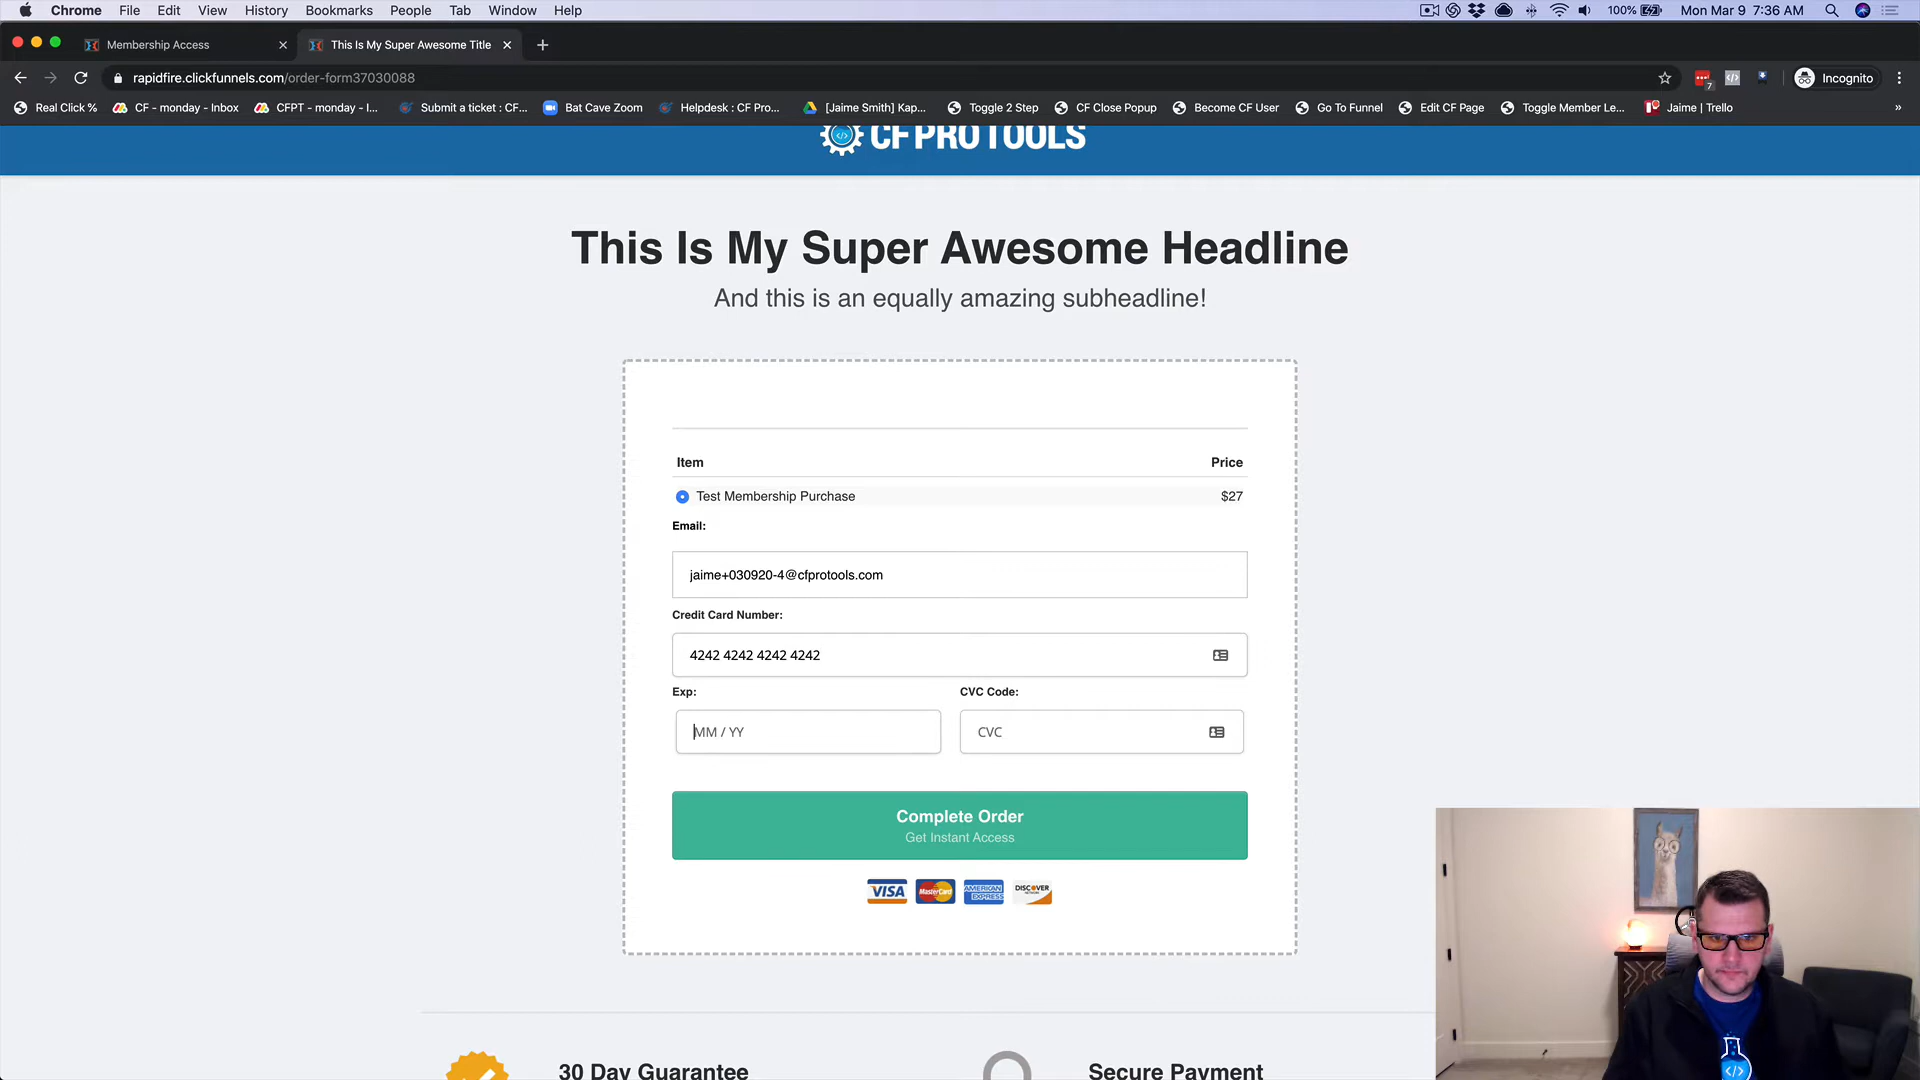 Chrome File Edit View History Bookmarks People Tab Window Help
100% Mon Mar 9 7:36 AM
Membership Access
This Is My Super Awesome Title
rapidfire.clickfunnels.com/order-form37030088
7
Incognito
Real Click %
CF - monday - Inbox
CFPT - monday - I...
Submit a ticket : CF...
Bat Cave Zoom
Helpdesk : CF Pro...
[Jaime Smith] Kap...
Toggle 2 Step
CF Close Popup
Become CF User
Go To Funnel
Edit CF Page
Toggle Member Le...
Jaime | Trello
»
</> CF PRO TOOLS
This Is My Super Awesome Headline
And this is an equally amazing subheadline!
Item Price
Test Membership Purchase $27
Email:
jaime+030920-4@cfprotools.com
Credit Card Number:
4242 4242 4242 4242
Exp: CVC Code:
MM / YY CVC
Complete Order
Get Instant Access
VISA MasterCard AMERICAN EXPRESS DISCOVER
30 Day Guarantee Secure Payment
</>